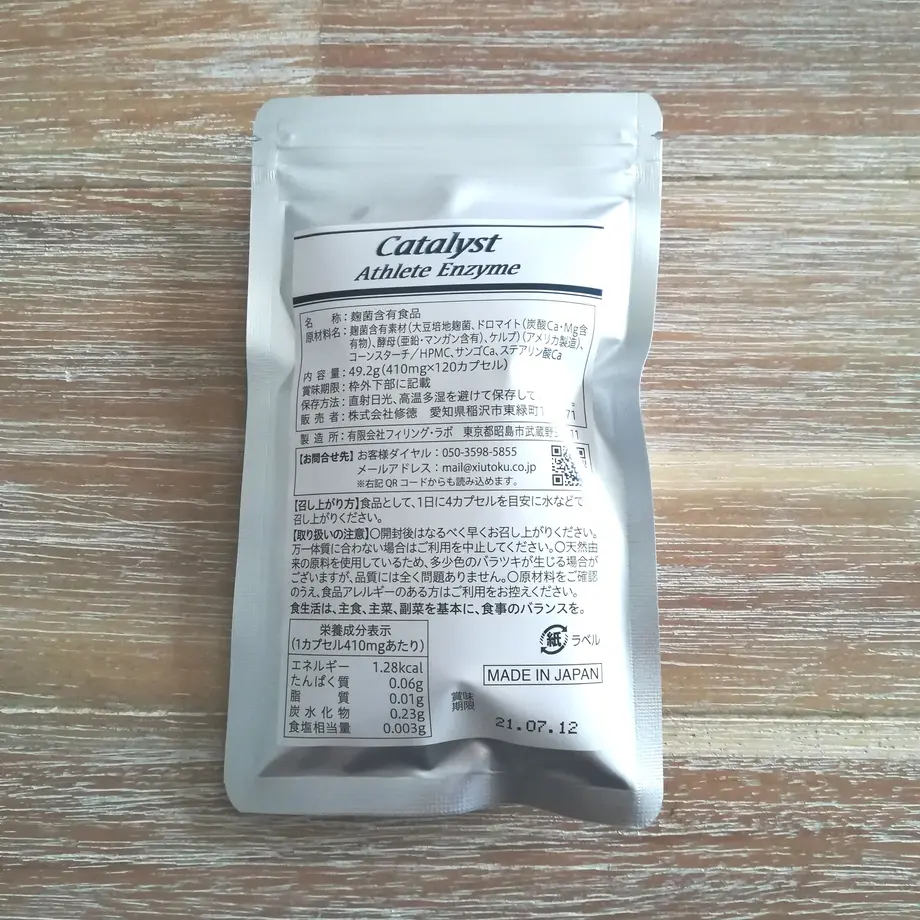 Catalyst
Athlete Enzyme
名 称:麹菌含有食品
原材料名:麹菌含有素材(大豆培地麹菌、ドロマイト(炭酸Ca・Mg含
有物)、酵母(亜鉛・マンガン含有)、ケルプ)(アメリカ製造)、
コーンスターチ/HPMC、サンゴCa、ステアリン酸Ca
内 容 量:49.2g(410mg×120カプセル)
賞味期限:枠外下部に記載
保存方法:直射日光、高温多湿を避けて保存して
販 売 者:株式会社修徳 愛知県稲沢市東緑町
製 造 所:有限会社フィリング・ラボ 東京都昭島市武蔵野
【お問合せ先】お客様ダイヤル:050-3598-5855
メールアドレス:mail@xiutoku.co.jp
※右記QRコードからも読み込めます。
【召し上がり方】食品として、1日に4カプセルを目安に水などで
召し上がりください。
【取り扱いの注意】〇開封後はなるべく早くお召し上がりください。
万一体質に合わない場合はご利用を中止してください。〇天然由
来の原料を使用しているため、多少色のバラツキが生じる場合が
ございますが、品質には全く問題ありません。〇原材料をご確認
のうえ、食品アレルギーのある方はご利用をお控えください。
食生活は、主食、主菜、副菜を基本に、食事のバランスを。
栄養成分表示
(1カプセル410mgあたり)
エネルギー 1.28kcal
たんぱく質 0.06g
脂 質 0.01g
炭水化物 0.23g
食塩相当量 0.003g
紙 ラベル
MADE IN JAPAN
賞味
期限
21.07.12